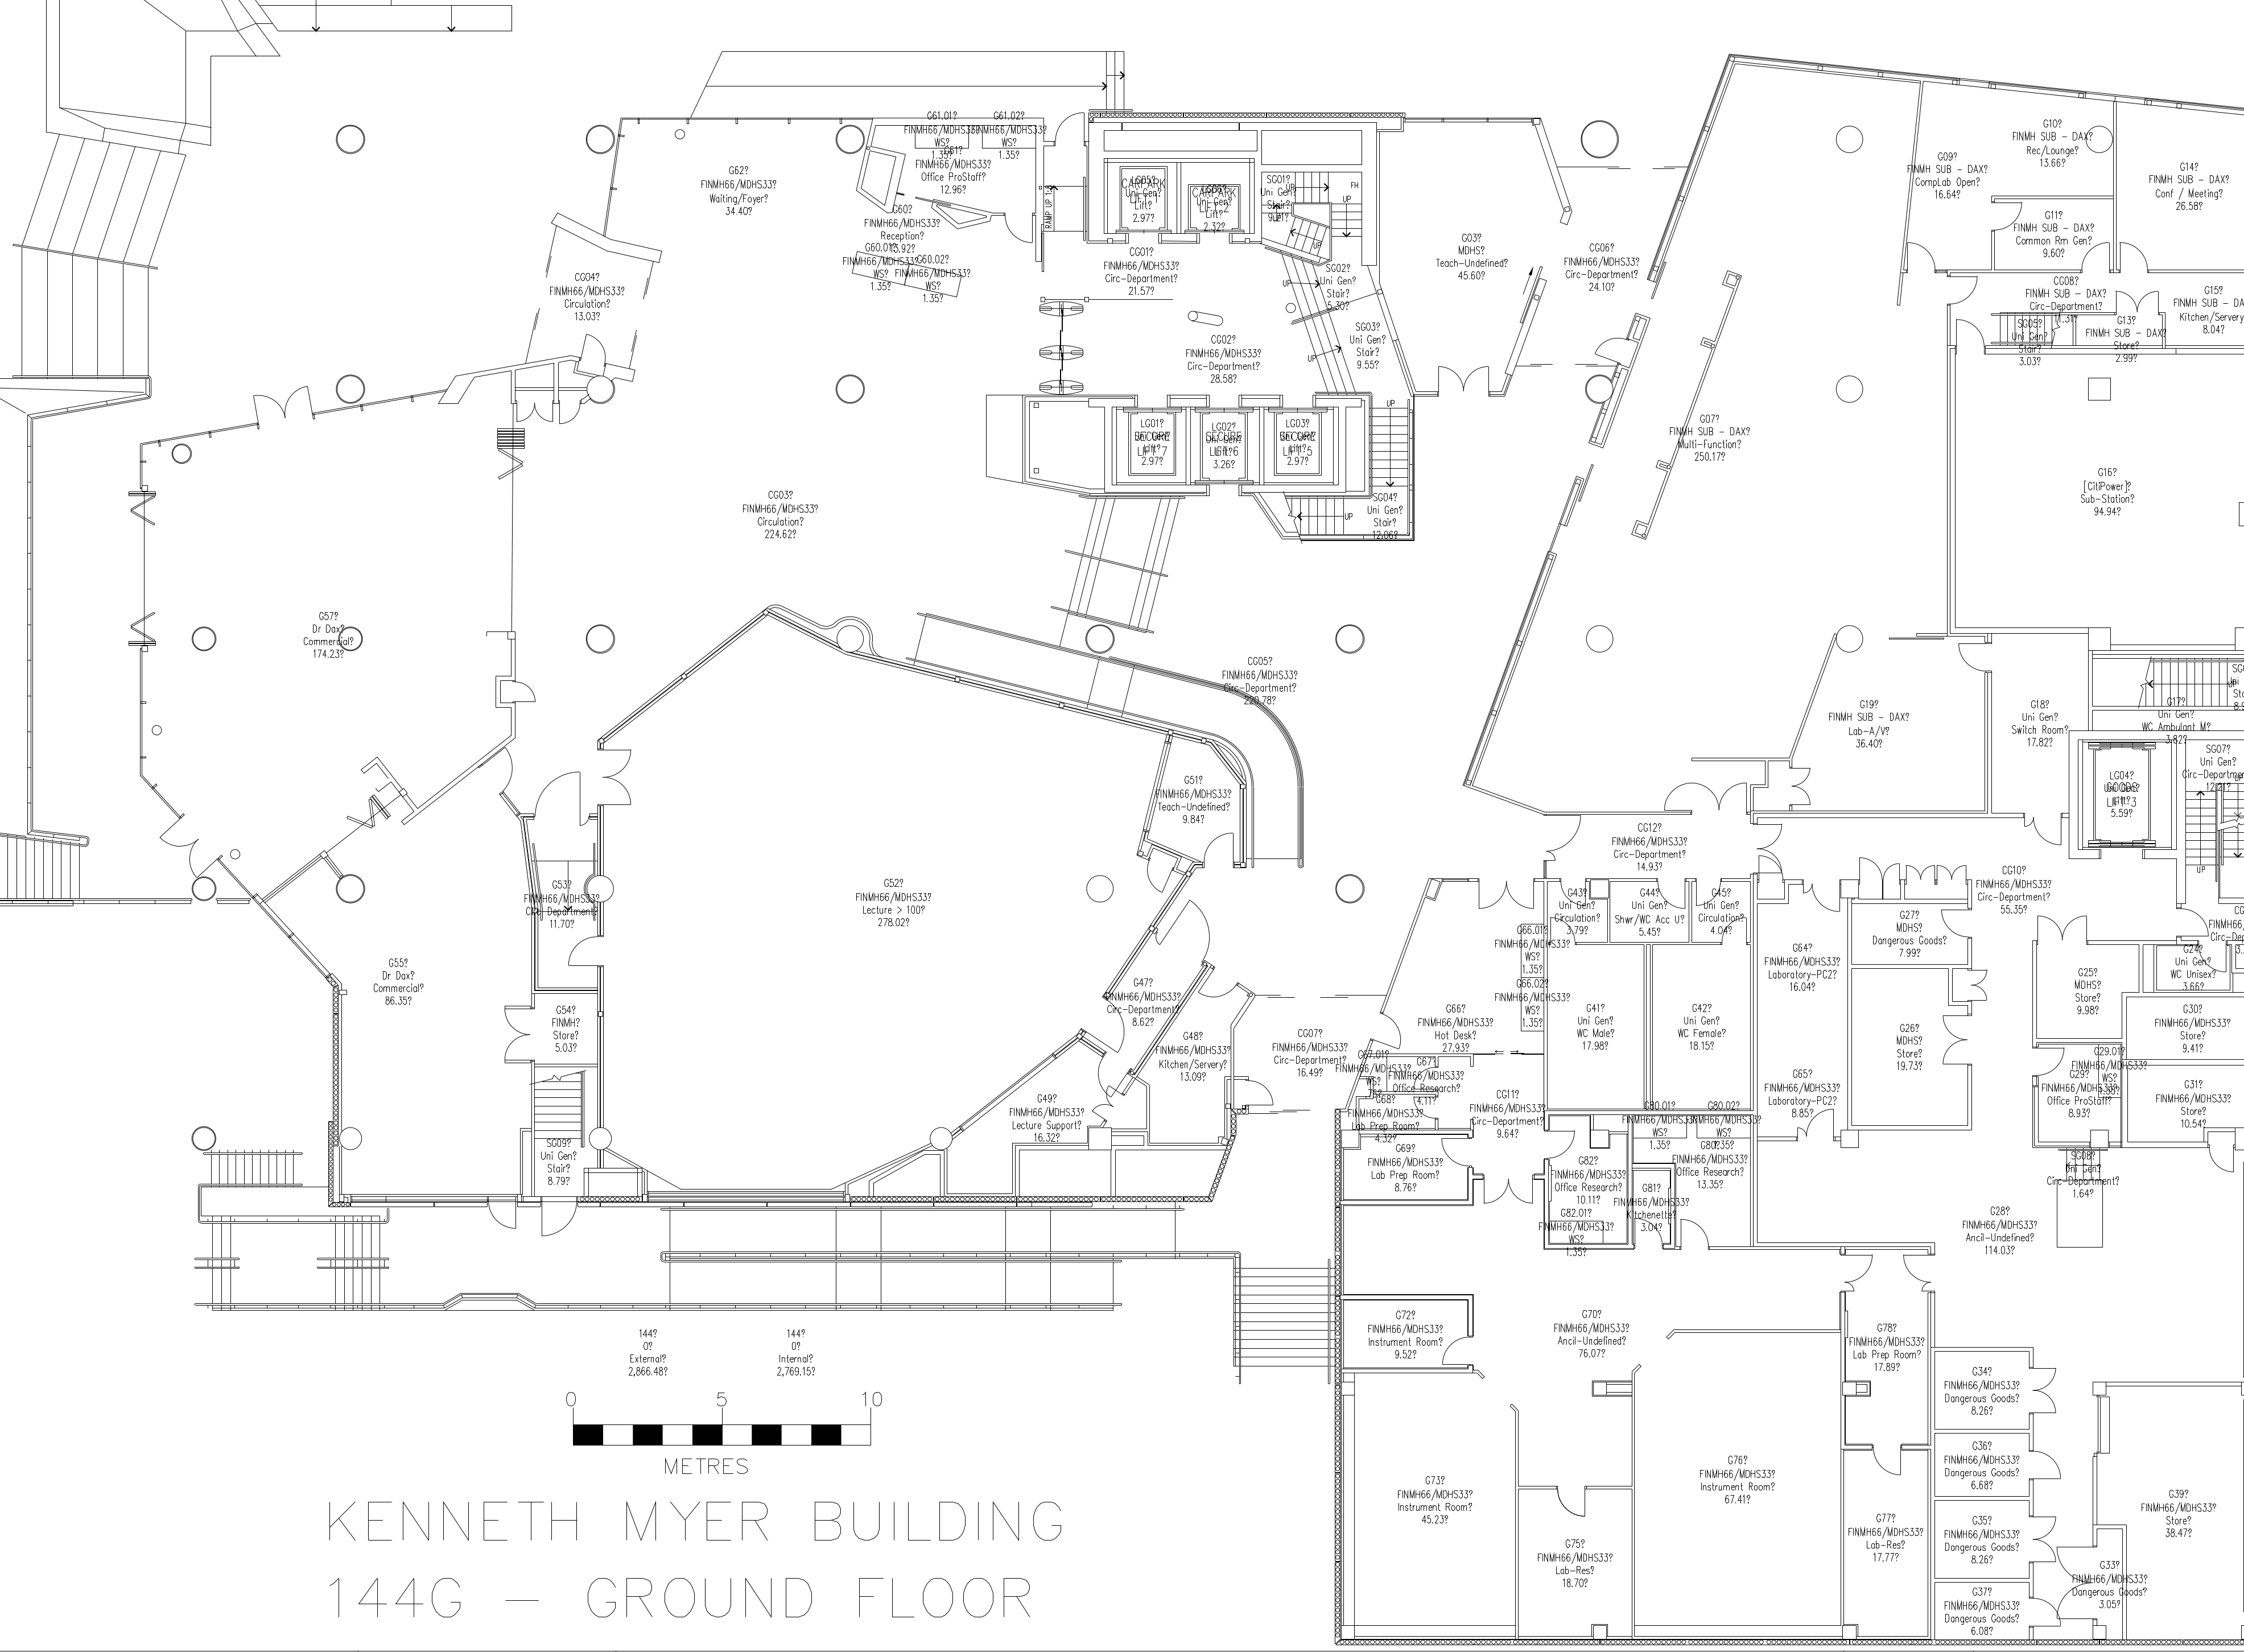 G61.01?
FINMH66/MDHS33?
WS?
1.35?
G61.02?
FINMH66/MDHS33?
WS?
1.35?
G61?
FINMH66/MDHS33?
Office ProStaff?
12.96?
G62?
FINMH66/MDHS33?
Waiting/Foyer?
34.40?
G60?
FINMH66/MDHS33?
Reception?
13.92?
G60.01?
FINMH66/MDHS33?
WS?
1.35?
G60.02?
FINMH66/MDHS33?
WS?
1.35?
RAMP UP 1:8
CARPARK
Uni Gen?
Lift?
2.97?
CARPARK
Uni Gen?
Lift?
2.32?
SG01?
Uni Gen?
Stair?
UP
FH
UP
UP
UP
CG01?
FINMH66/MDHS33?
Circ-Department?
21.57?
SG02?
Uni Gen?
Stair?
5.30?
UP
SG03?
Uni Gen?
Stair?
9.55?
UP
CG02?
FINMH66/MDHS33?
Circ-Department?
28.58?
G03?
MDHS?
Teach-Undefined?
45.60?
CG06?
FINMH66/MDHS33?
Circ-Department?
24.10?
G09?
FINMH SUB - DAX?
CompLab Open?
16.64?
G10?
FINMH SUB - DAX?
Rec/Lounge?
13.66?
G11?
FINMH SUB - DAX?
Common Rm Gen?
9.60?
G14?
FINMH SUB - DAX?
Conf / Meeting?
26.58?
CG08?
FINMH SUB - DAX?
Circ-Department?
SG05?
Uni Gen?
Stair?
3.03?
G13?
FINMH SUB - DAX?
Store?
2.99?
G15?
FINMH SUB - DA
Kitchen/Servery
8.04?
CG04?
FINMH66/MDHS33?
Circulation?
13.03?
LG01?
SECURE
LIFT 7
2.97?
LG02?
SECURE
LIFT 6
3.26?
LG03?
SECURE
LIFT 5
2.97?
UP
SG04?
Uni Gen?
Stair?
12.06?
UP
CG03?
FINMH66/MDHS33?
Circulation?
224.62?
G07?
FINMH SUB - DAX?
Multi-Function?
250.17?
G16?
[CitiPower]?
Sub-Station?
94.94?
G57?
Dr Dax?
Commercial?
174.23?
CG05?
FINMH66/MDHS33?
Circ-Department?
220.78?
G19?
FINMH SUB - DAX?
Lab-A/V?
36.40?
G18?
Uni Gen?
Switch Room?
17.82?
G17?
Uni Gen?
WC Ambulant M?
3.82?
UP
LG04?
GOODS
LIFT 3
5.59?
SG07?
Uni Gen?
Circ-Departmen
12.21?
UP
G51?
FINMH66/MDHS33?
Teach-Undefined?
9.84?
CG12?
FINMH66/MDHS33?
Circ-Department?
14.93?
G53?
FINMH66/MDHS33?
Circ-Department?
11.70?
G52?
FINMH66/MDHS33?
Lecture > 100?
278.02?
CG10?
FINMH66/MDHS33?
Circ-Department?
55.35?
G43?
Uni Gen?
Circulation?
3.79?
G44?
Uni Gen?
Shwr/WC Acc U?
5.45?
G45?
Uni Gen?
Circulation?
4.04?
G27?
MDHS?
Dangerous Goods?
7.99?
G66.01?
FINMH66/MDHS33?
WS?
1.35?
G66.02?
FINMH66/MDHS33?
WS?
1.35?
G64?
FINMH66/MDHS33?
Laboratory-PC2?
16.04?
G24?
Uni Gen?
WC Unisex?
3.66?
G55?
Dr Dax?
Commercial?
86.35?
G25?
MDHS?
Store?
9.98?
G47?
FINMH66/MDHS33?
Circ-Department?
8.62?
G54?
FINMH?
Store?
5.03?
G66?
FINMH66/MDHS33?
Hot Desk?
27.93?
G41?
Uni Gen?
WC Male?
17.98?
G42?
Uni Gen?
WC Female?
18.15?
G26?
MDHS?
Store?
19.73?
G30?
FINMH66/MDHS33?
Store?
9.41?
G48?
FINMH66/MDHS33?
Kitchen/Servery?
13.09?
CG07?
FINMH66/MDHS33?
Circ-Department?
16.49?
G67.01?
FINMH66/MDHS33?
WS?
G67?
FINMH66/MDHS33?
Office Research?
4.11?
G65?
FINMH66/MDHS33?
Laboratory-PC2?
8.85?
G29.01?
FINMH66/MDHS33?
WS?
1.35?
G29?
FINMH66/MDHS33?
Office ProStaff?
8.93?
G31?
FINMH66/MDHS33?
Store?
10.54?
G68?
FINMH66/MDHS33?
Lab Prep Room?
4.32?
CG11?
FINMH66/MDHS33?
Circ-Department?
9.64?
G49?
FINMH66/MDHS33?
Lecture Support?
16.32?
G80.01?
FINMH66/MDHS33?
WS?
1.35?
G80.02?
FINMH66/MDHS33?
WS?
1.35?
G80?
FINMH66/MDHS33?
Office Research?
13.35?
SG09?
Uni Gen?
Stair?
8.79?
G69?
FINMH66/MDHS33?
Lab Prep Room?
8.76?
G82?
FINMH66/MDHS33?
Office Research?
10.11?
G82.01?
FINMH66/MDHS33?
WS?
1.35?
G81?
FINMH66/MDHS33?
Kitchenette?
3.04?
SG08?
Uni Gen?
Circ-Department?
1.64?
G28?
FINMH66/MDHS33?
Ancil-Undefined?
114.03?
G72?
FINMH66/MDHS33?
Instrument Room?
9.52?
G70?
FINMH66/MDHS33?
Ancil-Undefined?
76.07?
G78?
FINMH66/MDHS33?
Lab Prep Room?
17.89?
144?
0?
External?
2,866.48?
144?
0?
Internal?
2,769.15?
G34?
FINMH66/MDHS33?
Dangerous Goods?
8.26?
0 5 10
METRES
G36?
FINMH66/MDHS33?
Dangerous Goods?
6.68?
G73?
FINMH66/MDHS33?
Instrument Room?
45.23?
G76?
FINMH66/MDHS33?
Instrument Room?
67.41?
G39?
FINMH66/MDHS33?
Store?
38.47?
G75?
FINMH66/MDHS33?
Lab-Res?
18.70?
G77?
FINMH66/MDHS33?
Lab-Res?
17.77?
G35?
FINMH66/MDHS33?
Dangerous Goods?
8.26?
G33?
FINMH66/MDHS33?
Dangerous Goods?
3.05?
G37?
FINMH66/MDHS33?
Dangerous Goods?
6.08?
KENNETH MYER BUILDING
144G - GROUND FLOOR